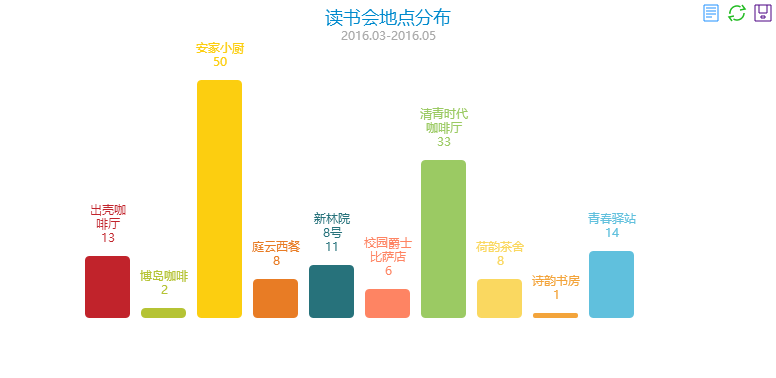 读书会地点分布
2016.03-2016.05
出壳咖
啡厅
13
博岛咖啡
2
安家小厨
50
庭云西餐
8
新林院
8号
11
校园爵士
比萨店
6
清青时代
咖啡厅
33
荷韵茶舍
8
诗韵书房
1
青春驿站
14